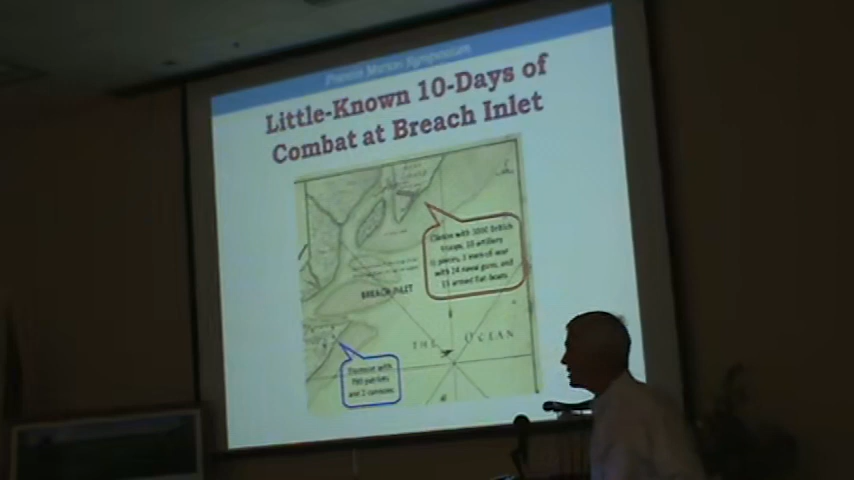 Francis Marion Symposium
Little-Known 10-Days of
Combat at Breach Inlet
Clinton with 3000 British
troops, 10 artillery
pieces, 3 men-of-war
with 24 naval guns, and
15 armed flat boats
BREACH INLET
THE OCEAN
Thomson with
780 patriots
and 2 cannons